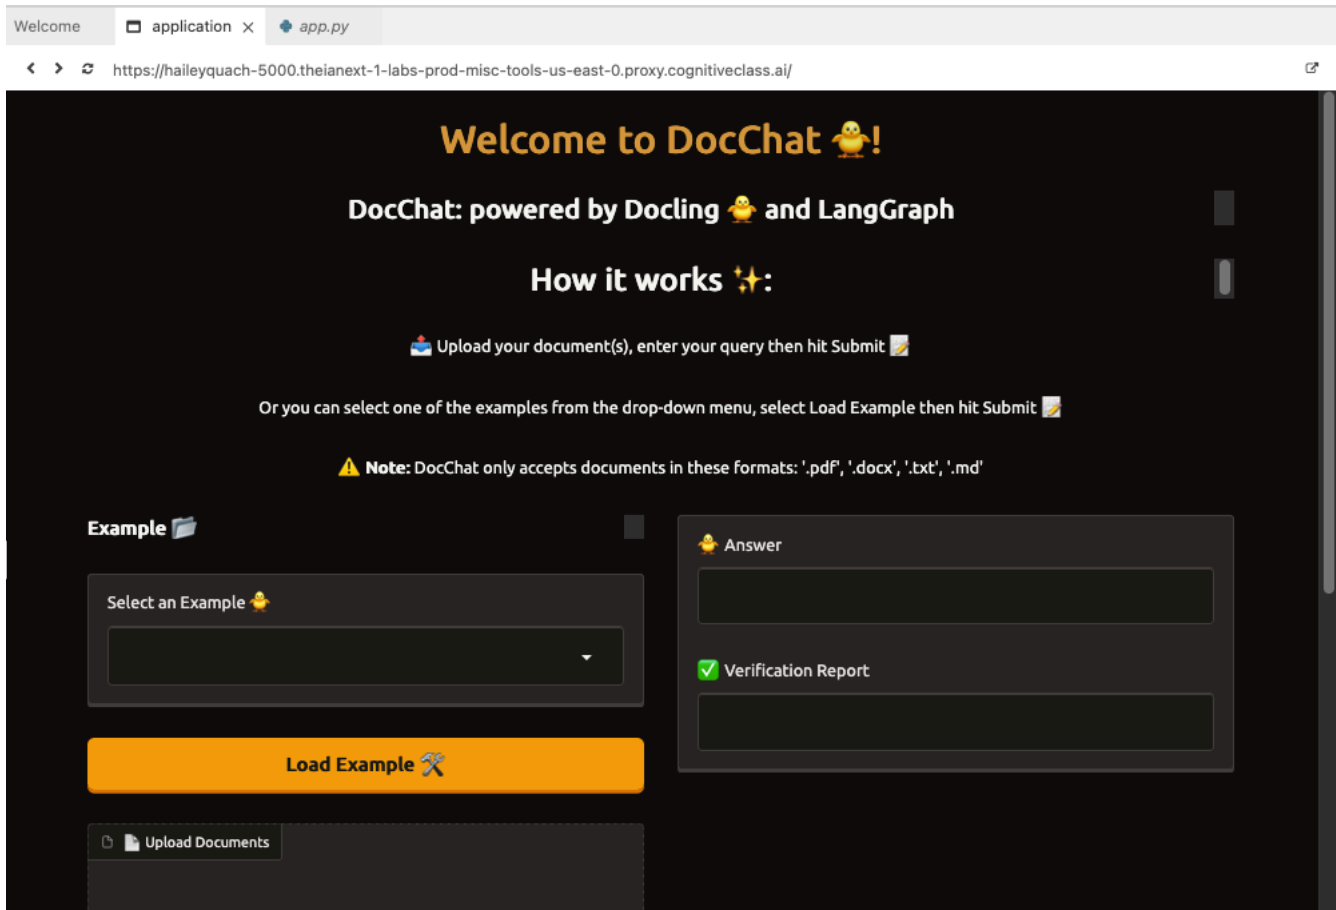 Welcome
application
app.py
https://haileyquach-5000.theianext-1-labs-prod-misc-tools-us-east-0.proxy.cognitiveclass.ai/
Welcome to DocChat 🐥!
DocChat: powered by Docling 🐥 and LangGraph
How it works ✨:
📤 Upload your document(s), enter your query then hit Submit 📝
Or you can select one of the examples from the drop-down menu, select Load Example then hit Submit 📝
⚠️ Note: DocChat only accepts documents in these formats: '.pdf', '.docx', '.txt', '.md'
Example 📂
Select an Example 🐥
Load Example 🛠️
📄 Upload Documents
🐥 Answer
✅ Verification Report